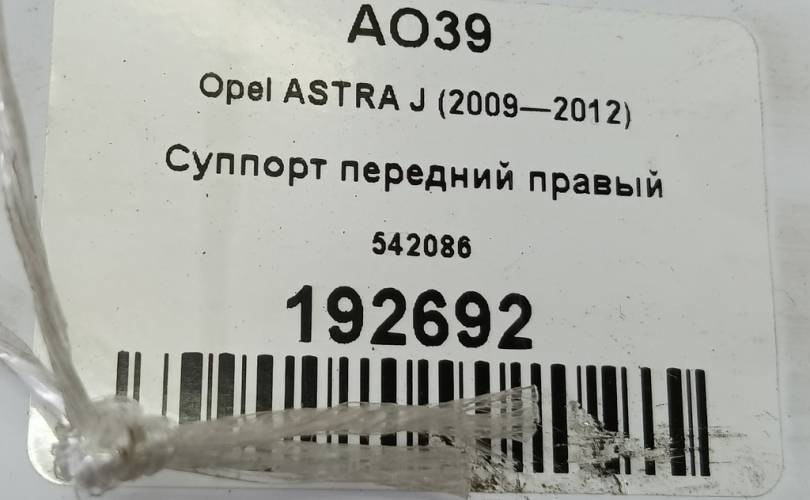 АО39
Opel ASTRA J (2009—2012)
Суппорт передний правый
542086
192692